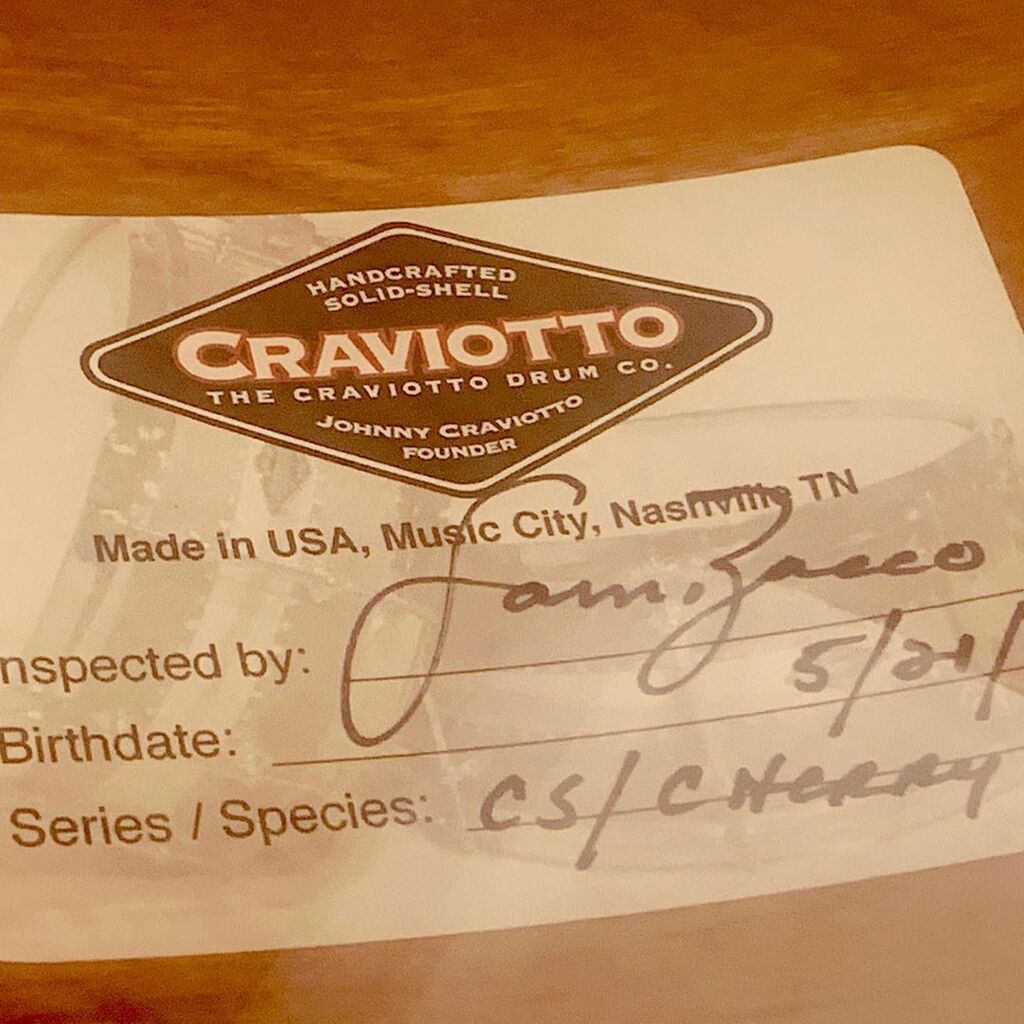 HANDCRAFTED
SOLID-SHELL
CRAVIOTTO
THE CRAVIOTTO DRUM CO.
JOHNNY CRAVIOTTO
FOUNDER
Made in USA, Music City, Nashville TN
nspected by: Sam Zacco
Birthdate: 5/21/
Series / Species: CS/CHERRY